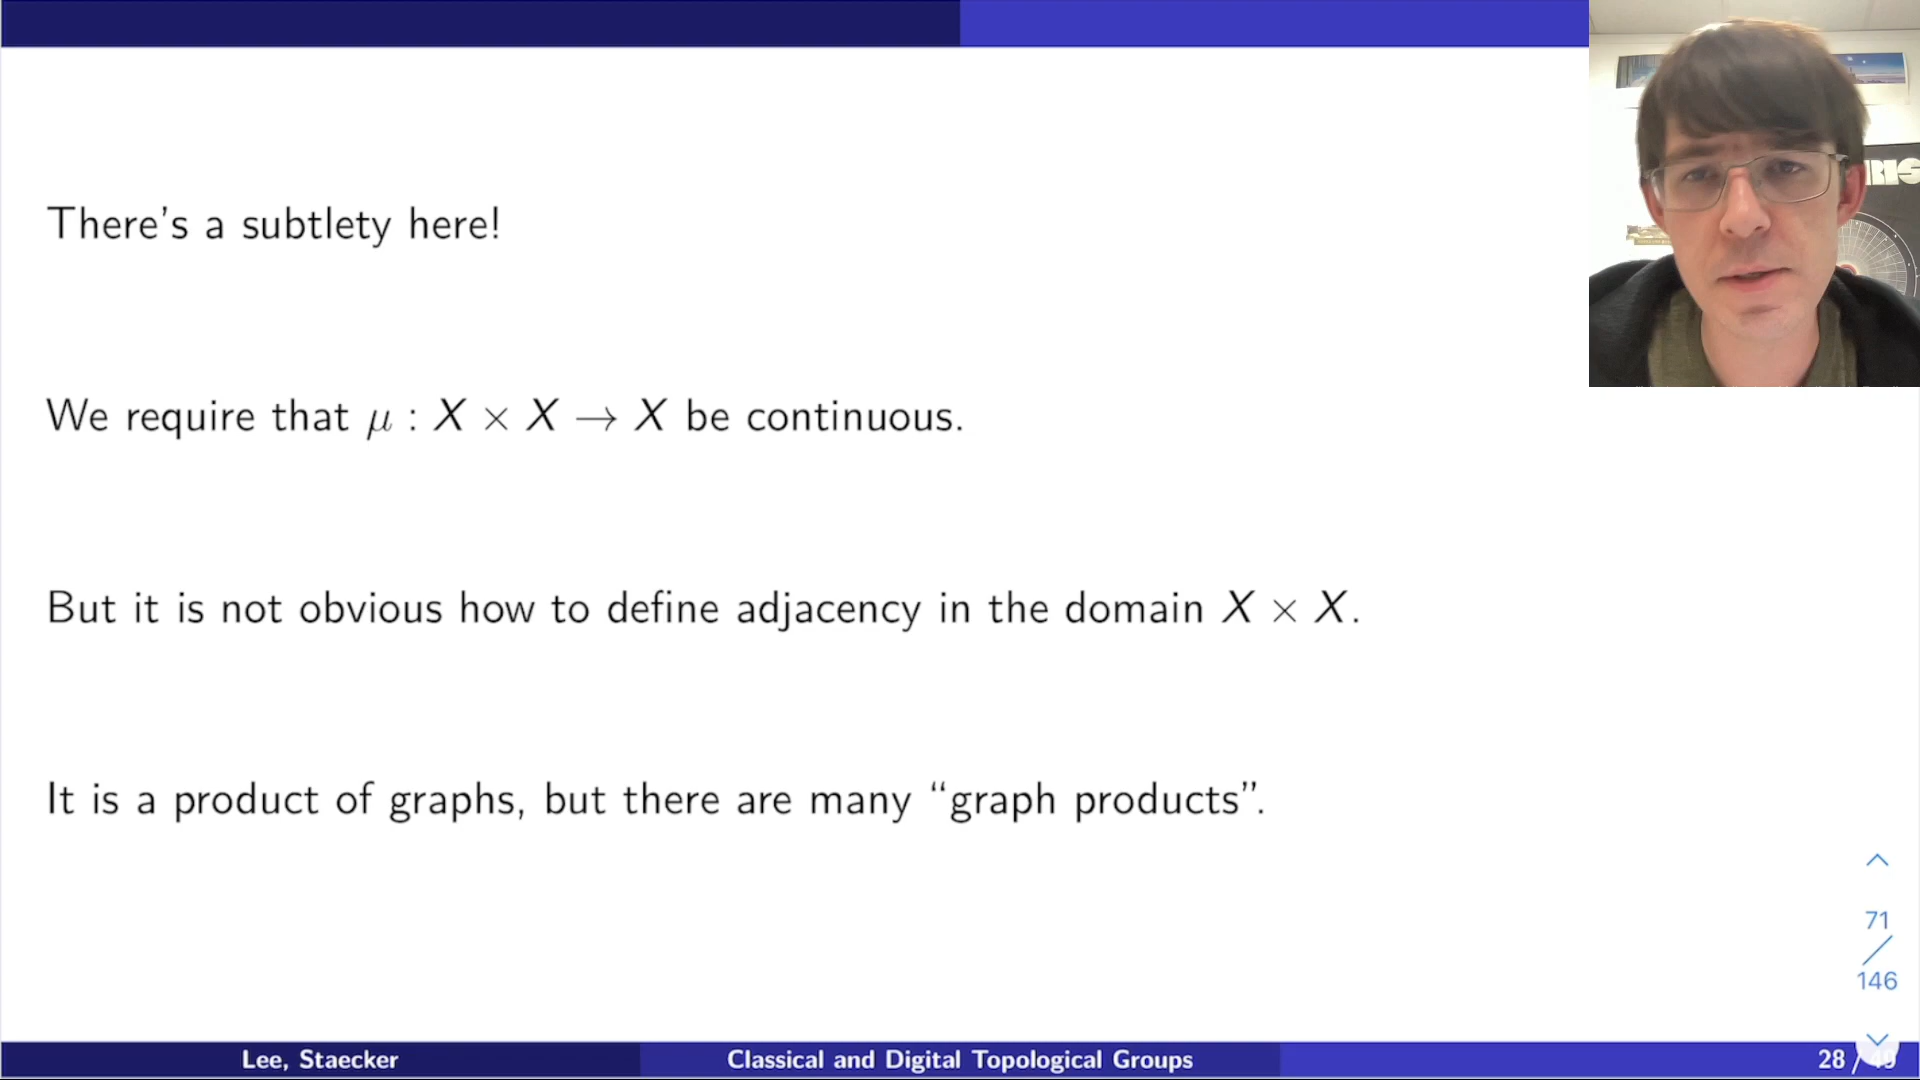 There's a subtlety here!
We require that μ : X × X → X be continuous.
But it is not obvious how to define adjacency in the domain X × X.
It is a product of graphs, but there are many “graph products”.
71
/
146
Lee, Staecker
Classical and Digital Topological Groups
28 /